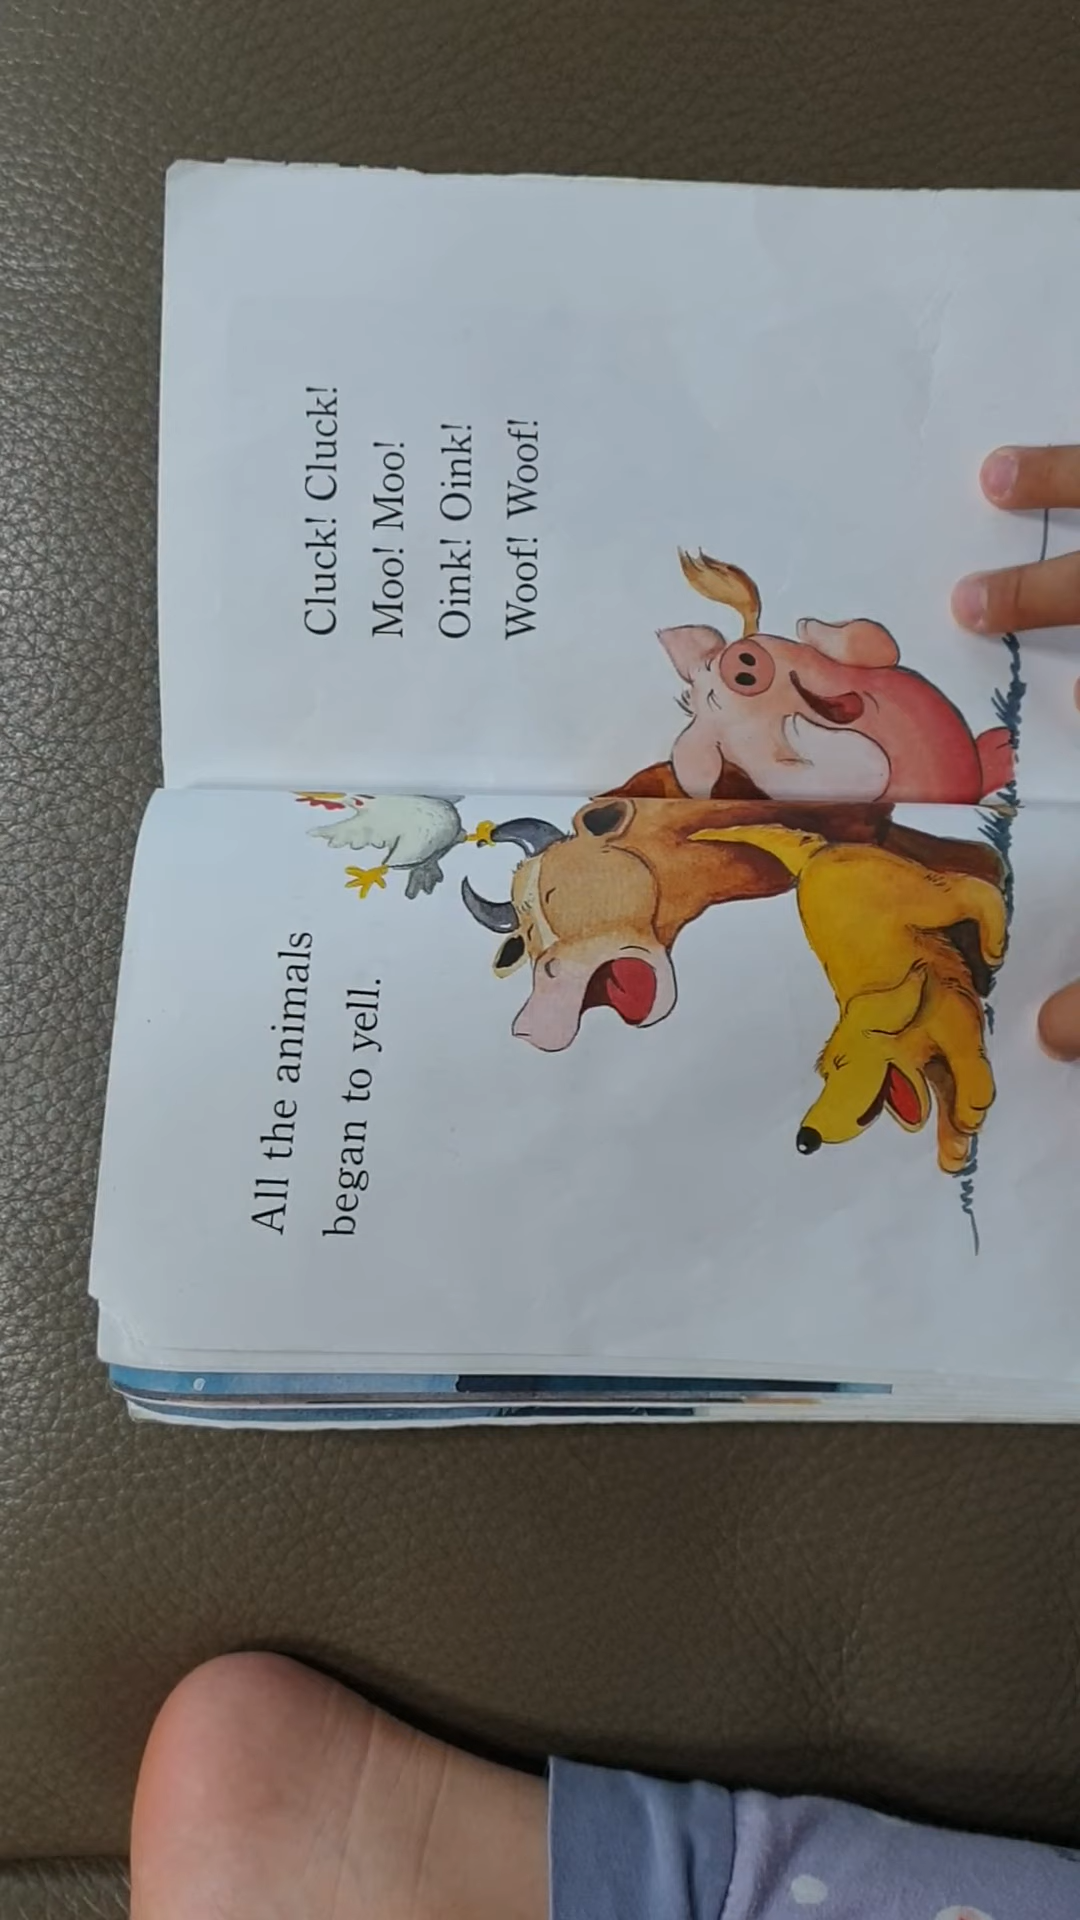 All the animals
began to yell.
Cluck! Cluck!
Moo! Moo!
Oink! Oink!
Woof! Woof!